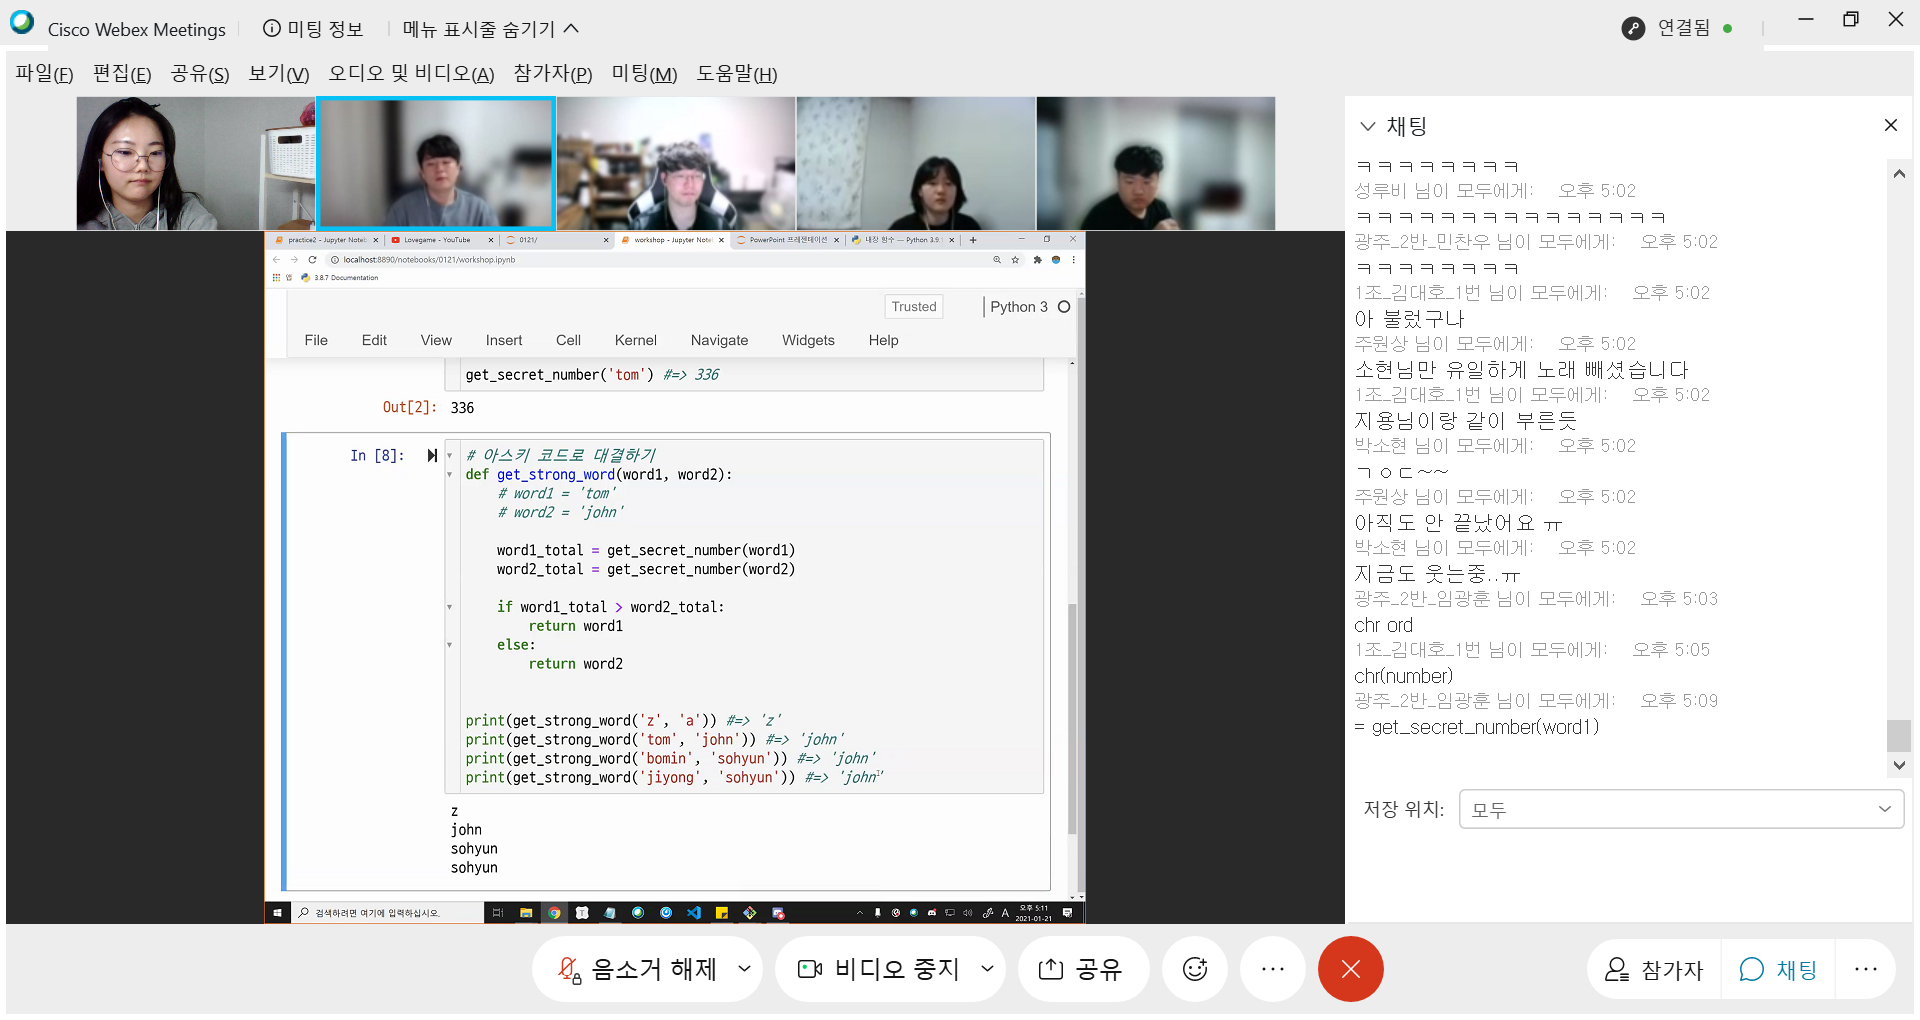 Cisco Webex Meetings
미팅 정보
메뉴 표시줄 숨기기
연결됨
파일(F) 편집(E) 공유(S) 보기(V) 오디오 및 비디오(A) 참가자(P) 미팅(M) 도움말(H)
practice2 - Jupyter Noteb
Lovegame - YouTube
0121/
workshop - Jupyter Notel
PowerPoint 프레젠테이션
내장 함수 — Python 3.9.1
localhost:8890/notebooks/0121/workshop.ipynb
앱
3.8.7 Documentation
Trusted
Python 3
File Edit View Insert Cell Kernel Navigate Widgets Help
get_secret_number('tom') #=> 336
Out[2]: 336
In [8]:
# 아스키 코드로 대결하기
def get_strong_word(word1, word2):
# word1 = 'tom'
# word2 = 'john'
word1_total = get_secret_number(word1)
word2_total = get_secret_number(word2)
if word1_total > word2_total:
return word1
else:
return word2
print(get_strong_word('z', 'a')) #=> 'z'
print(get_strong_word('tom', 'john')) #=> 'john'
print(get_strong_word('bomin', 'sohyun')) #=> 'john'
print(get_strong_word('jiyong', 'sohyun')) #=> 'john'
z
john
sohyun
sohyun
검색하려면 여기에 입력하십시오.
A
오후 5:11
2021-01-21
채팅
ㅋㅋㅋㅋㅋㅋㅋㅋ
성루비 님이 모두에게: 오후 5:02
ㅋㅋㅋㅋㅋㅋㅋㅋㅋㅋㅋㅋㅋㅋㅋ
광주_2반_민찬우 님이 모두에게: 오후 5:02
ㅋㅋㅋㅋㅋㅋㅋㅋ
1조_김대호_1번 님이 모두에게: 오후 5:02
아 불렀구나
주원상 님이 모두에게: 오후 5:02
소현님만 유일하게 노래 빼셨습니다
1조_김대호_1번 님이 모두에게: 오후 5:02
지용님이랑 같이 부른듯
박소현 님이 모두에게: 오후 5:02
ㄱㅇㄷ~~
주원상 님이 모두에게: 오후 5:02
아직도 안 끝났어요 ㅠ
박소현 님이 모두에게: 오후 5:02
지금도 웃는중..ㅠ
광주_2반_임광훈 님이 모두에게: 오후 5:03
chr ord
1조_김대호_1번 님이 모두에게: 오후 5:05
chr(number)
광주_2반_임광훈 님이 모두에게: 오후 5:09
= get_secret_number(word1)
저장 위치: 모두
음소거 해제
비디오 중지
공유
참가자
채팅